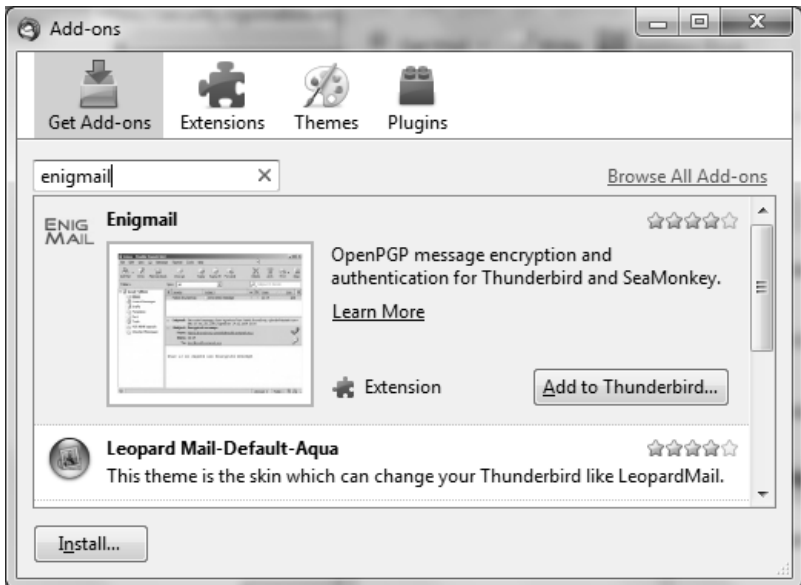 Add-ons
Get Add-ons Extensions Themes Plugins
enigmail
Browse All Add-ons
ENIG
MAIL
Enigmail
OpenPGP message encryption and
authentication for Thunderbird and SeaMonkey.
Learn More
Extension
Add to Thunderbird...
Leopard Mail-Default-Aqua
This theme is the skin which can change your Thunderbird like LeopardMail.
Install...